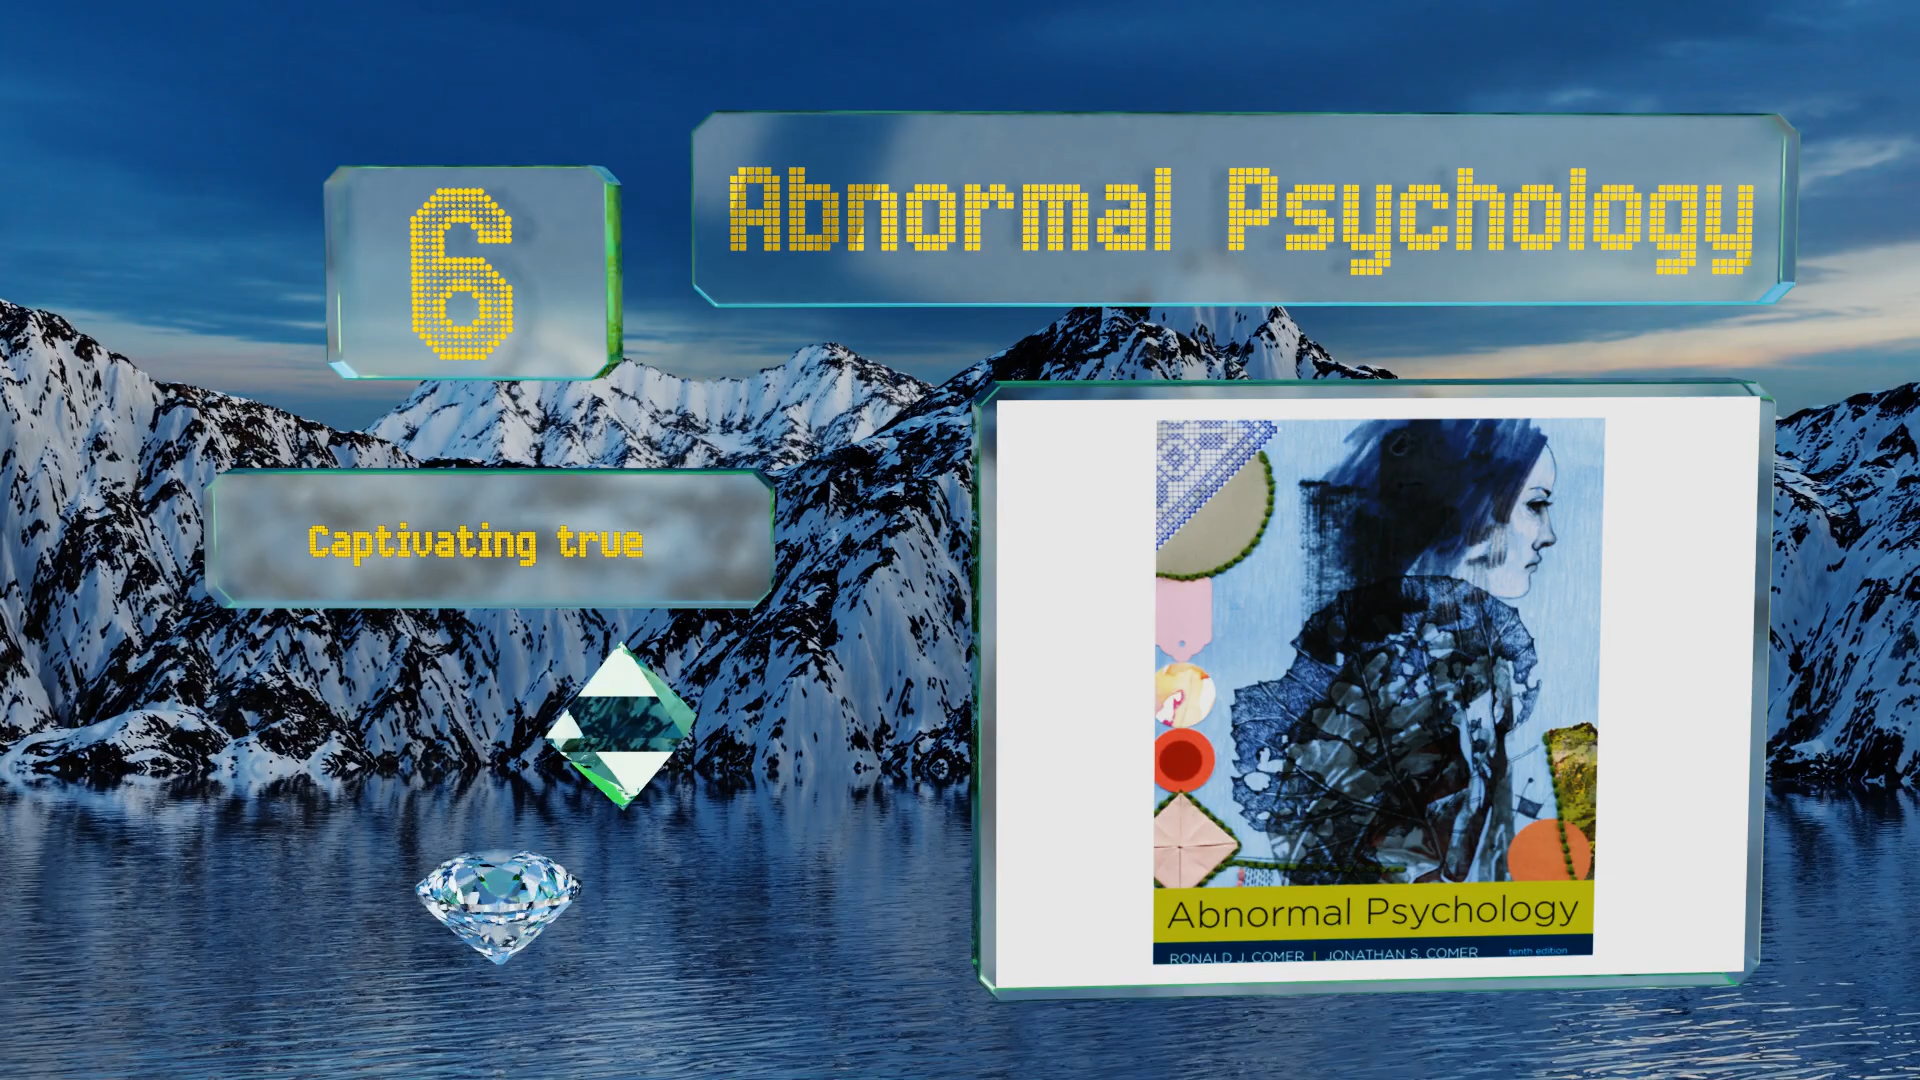 6
Abnormal Psychology
Captivating true
Abnormal Psychology
RONALD J. COMER | JONATHAN S. COMER tenth edition